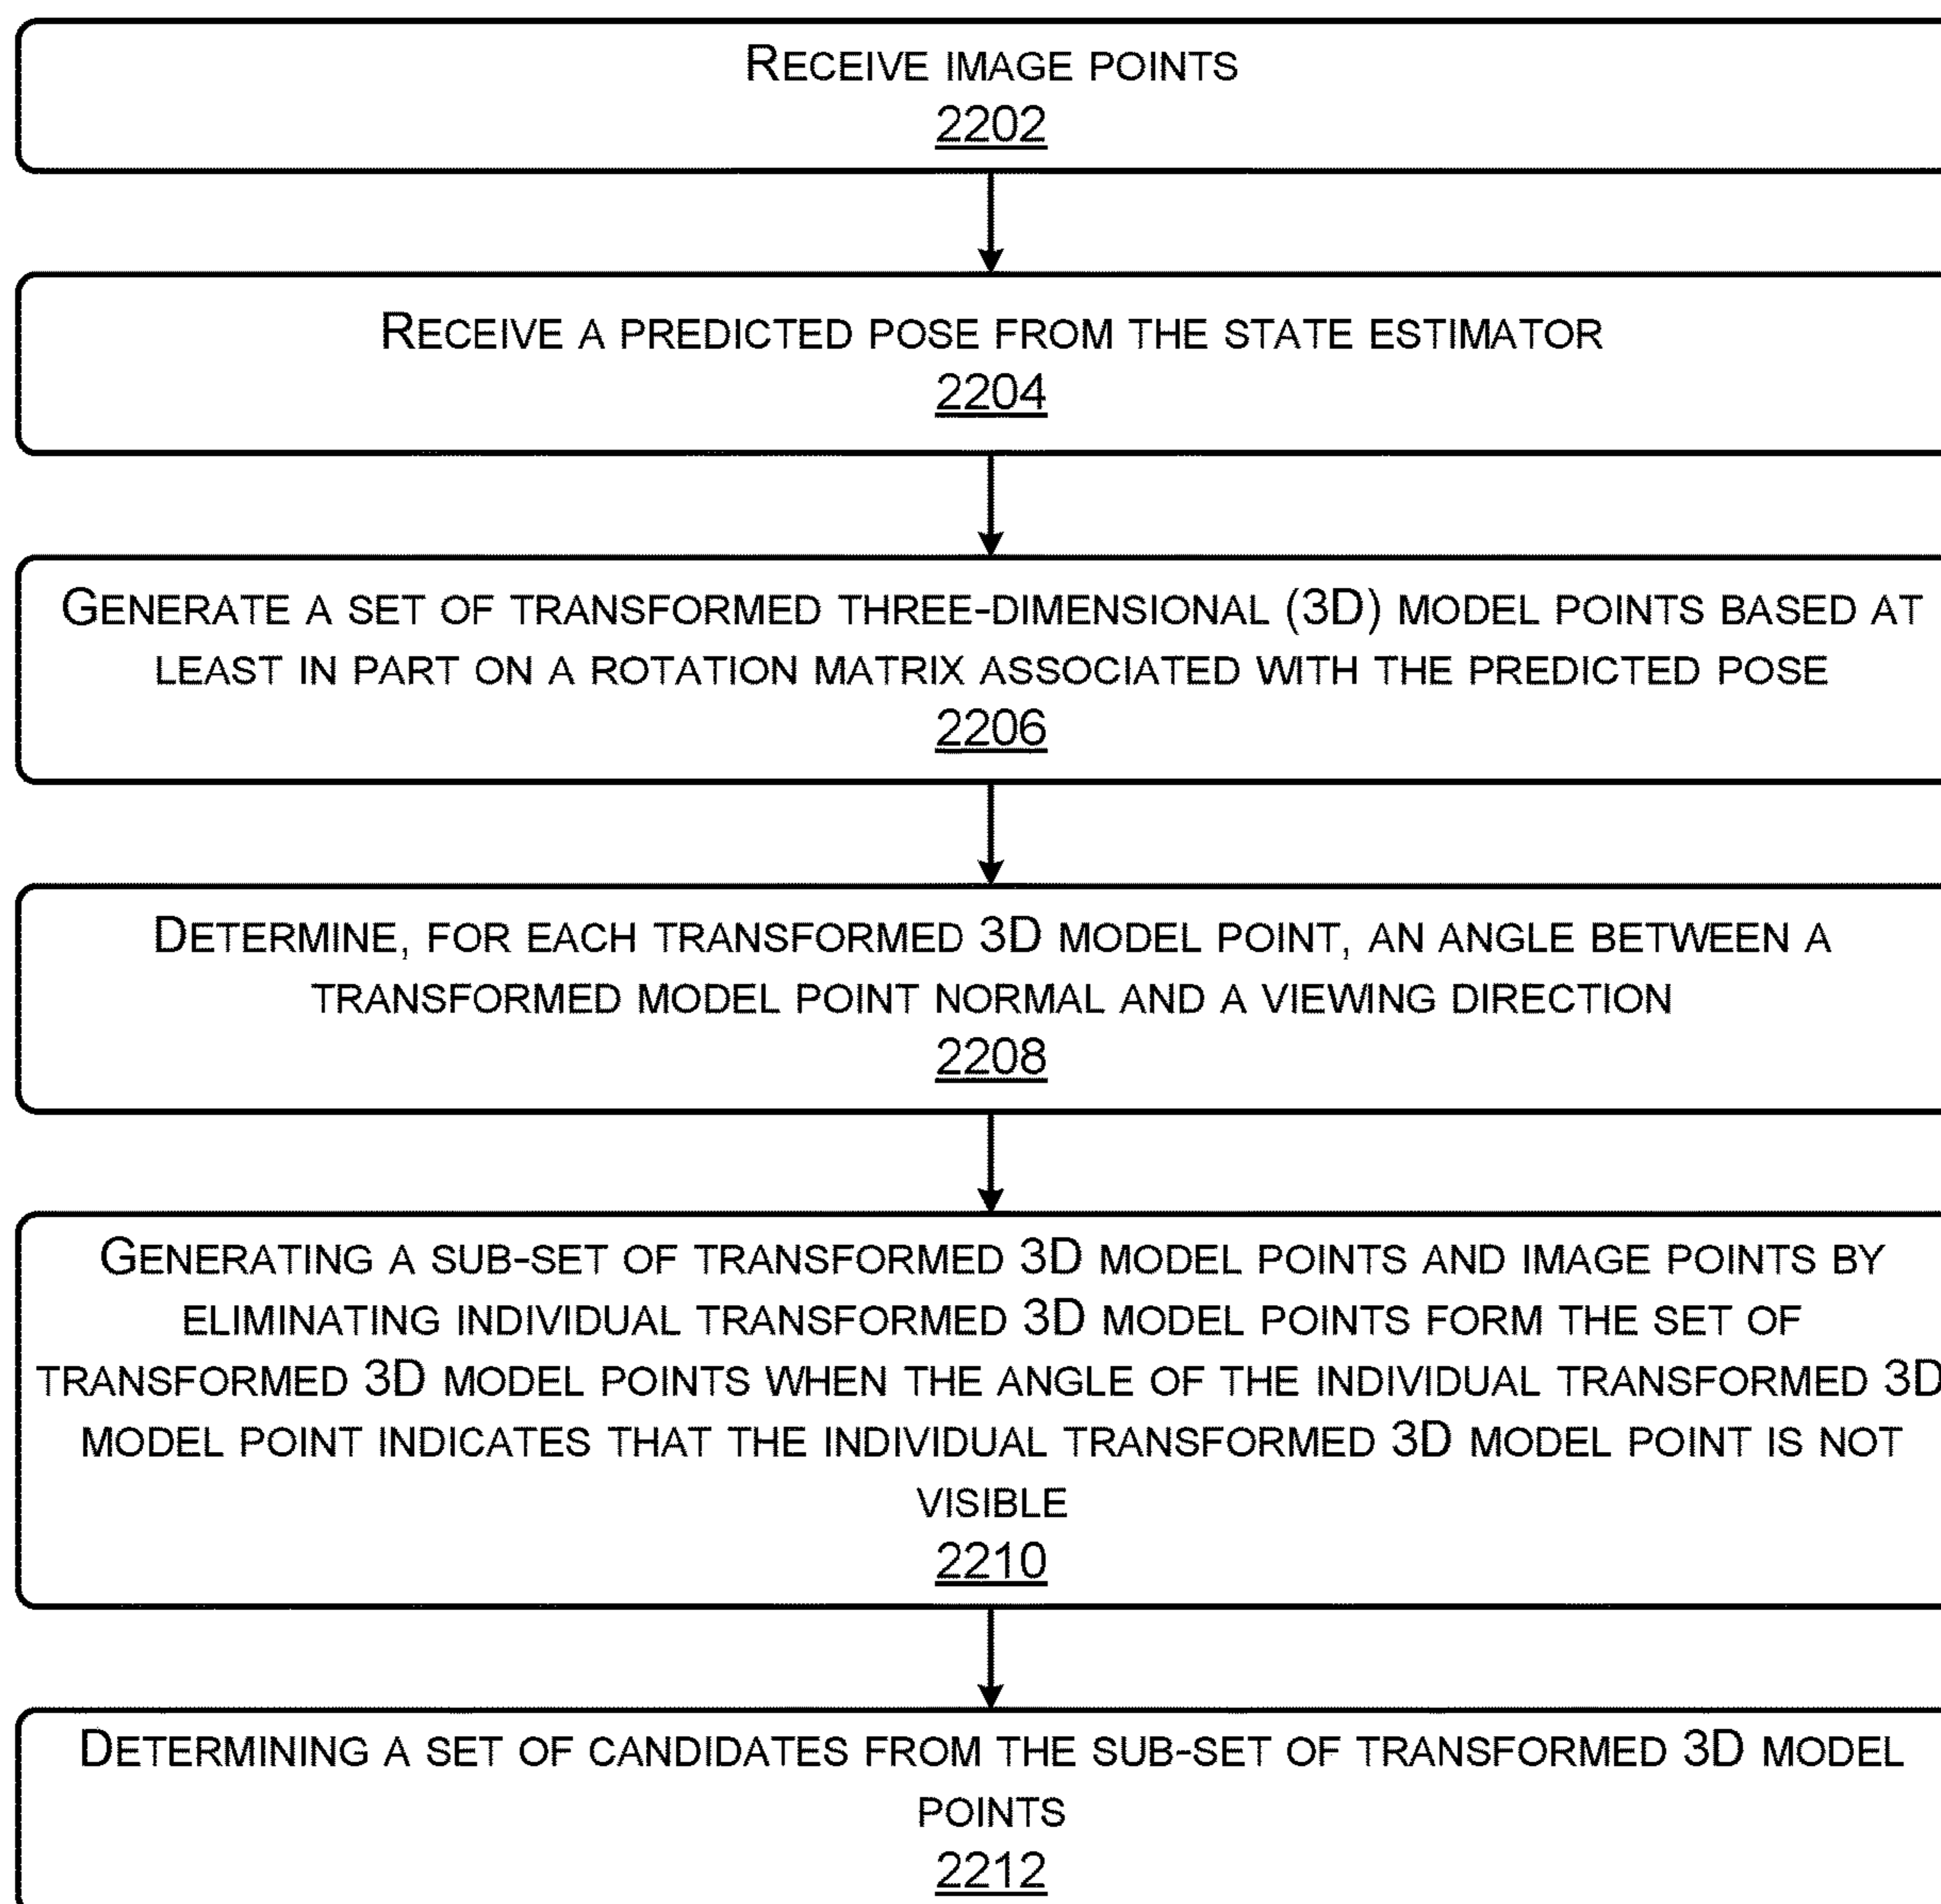 RECEIVE IMAGE POINTS
2202
RECEIVE A PREDICTED POSE FROM THE STATE ESTIMATOR
2204
GENERATE A SET OF TRANSFORMED THREE-DIMENSIONAL (3D) MODEL POINTS BASED AT
LEAST IN PART ON A ROTATION MATRIX ASSOCIATED WITH THE PREDICTED POSE
2206
DETERMINE, FOR EACH TRANSFORMED 3D MODEL POINT, AN ANGLE BETWEEN A
TRANSFORMED MODEL POINT NORMAL AND A VIEWING DIRECTION
2208
GENERATING A SUB-SET OF TRANSFORMED 3D MODEL POINTS AND IMAGE POINTS BY
ELIMINATING INDIVIDUAL TRANSFORMED 3D MODEL POINTS FORM THE SET OF
TRANSFORMED 3D MODEL POINTS WHEN THE ANGLE OF THE INDIVIDUAL TRANSFORMED 3D
MODEL POINT INDICATES THAT THE INDIVIDUAL TRANSFORMED 3D MODEL POINT IS NOT
VISIBLE
2210
DETERMINING A SET OF CANDIDATES FROM THE SUB-SET OF TRANSFORMED 3D MODEL
POINTS
2212